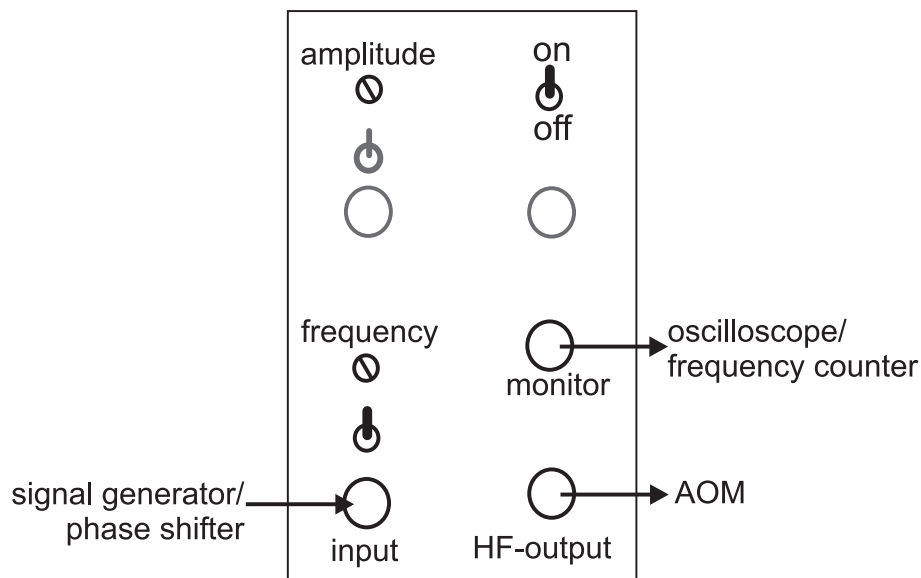 amplitude
on
off
frequency
oscilloscope/
frequency counter
monitor
signal generator/
phase shifter
AOM
input
HF-output